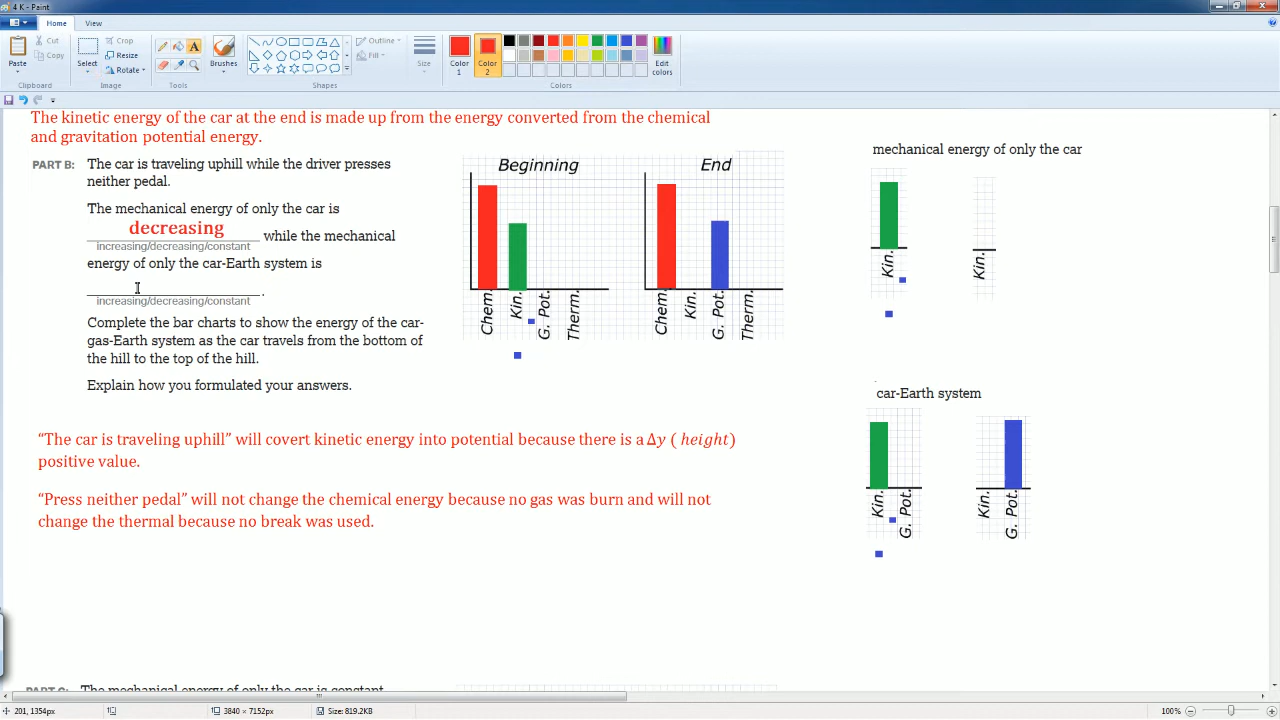 4 K - Paint
Home
View
Paste
Cut
Copy
Clipboard
Select
Crop
Resize
Rotate
Image
Tools
Brushes
Outline
Fill
Shapes
Size
Color
1
Color
2
Edit
colors
Colors
The kinetic energy of the car at the end is made up from the energy converted from the chemical
and gravitation potential energy.
PART B:
The car is traveling uphill while the driver presses
neither pedal.
The mechanical energy of only the car is
decreasing
while the mechanical
increasing/decreasing/constant
energy of only the car-Earth system is
.
increasing/decreasing/constant
Complete the bar charts to show the energy of the car-
gas-Earth system as the car travels from the bottom of
the hill to the top of the hill.
Explain how you formulated your answers.
Beginning
End
Chem.
Kin.
G. Pot.
Therm.
Chem.
Kin.
G. Pot.
Therm.
mechanical energy of only the car
Kin.
Kin.
car-Earth system
Kin.
G. Pot.
Kin.
G. Pot.
“The car is traveling uphill” will covert kinetic energy into potential because there is a Δy ( height)
positive value.
“Press neither pedal” will not change the chemical energy because no gas was burn and will not
change the thermal because no break was used.
201, 1354px
3840 × 7152px
Size: 819.2KB
100%